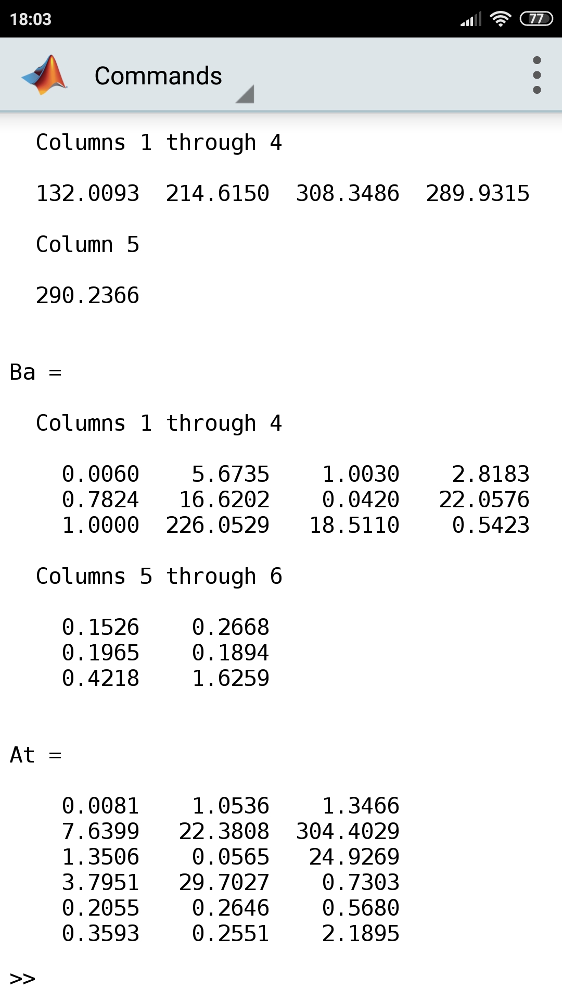 18:03
77
Commands
Columns 1 through 4
132.0093 214.6150 308.3486 289.9315
Column 5
290.2366
Ba =
Columns 1 through 4
0.0060 5.6735 1.0030 2.8183
0.7824 16.6202 0.0420 22.0576
1.0000 226.0529 18.5110 0.5423
Columns 5 through 6
0.1526 0.2668
0.1965 0.1894
0.4218 1.6259
At =
0.0081 1.0536 1.3466
7.6399 22.3808 304.4029
1.3506 0.0565 24.9269
3.7951 29.7027 0.7303
0.2055 0.2646 0.5680
0.3593 0.2551 2.1895
>>